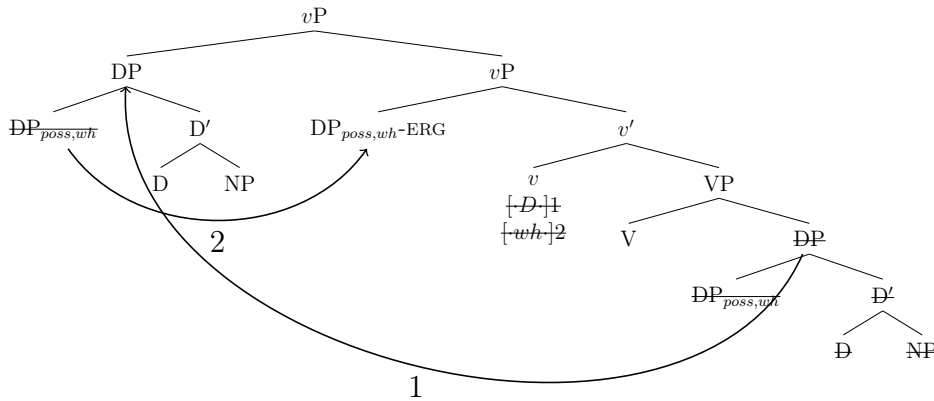 vP
DP vP
DP_poss,wh D′ DP_poss,wh-ERG v′
D NP v VP
[·D·]1
[·wh·]2 V DP
2
DP_poss,wh D′
D NP
1